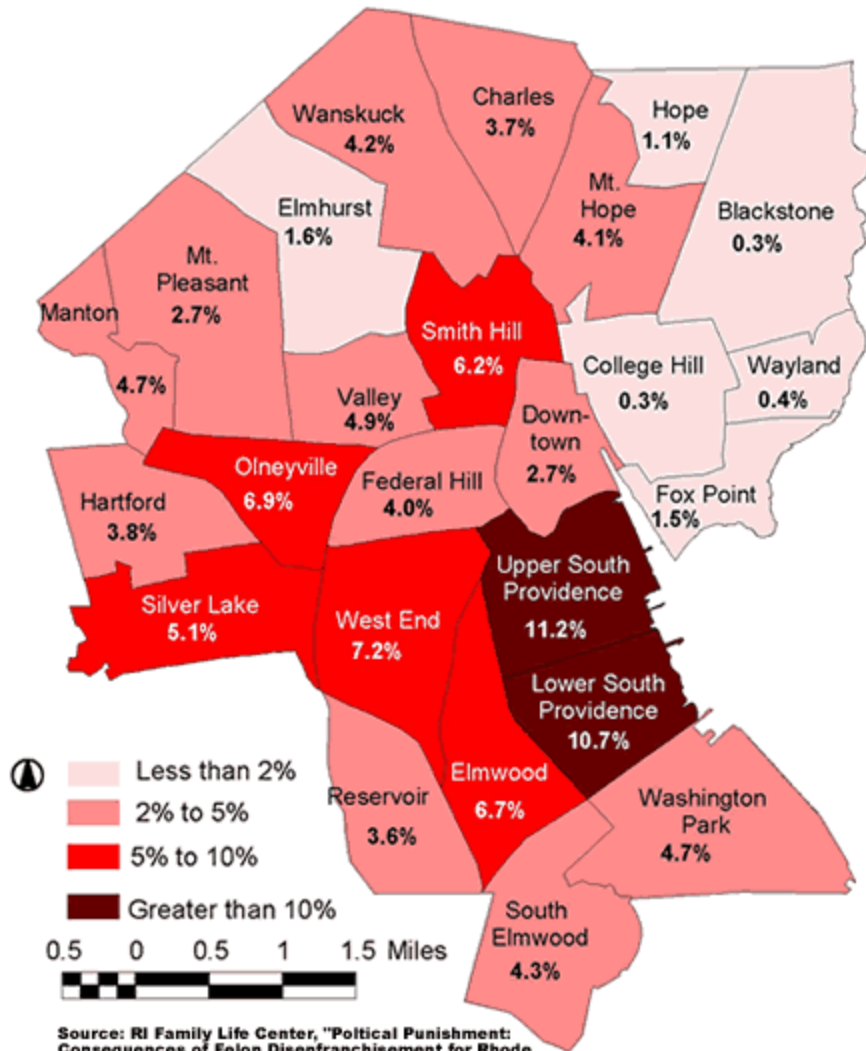 Wanskuck
4.2%
Charles
3.7%
Hope
1.1%
Mt.
Hope
4.1%
Blackstone
0.3%
Elmhurst
1.6%
Mt.
Pleasant
2.7%
Manton
4.7%
Smith Hill
6.2%
College Hill
0.3%
Wayland
0.4%
Valley
4.9%
Down-
town
2.7%
Olneyville
6.9%
Federal Hill
4.0%
Fox Point
1.5%
Hartford
3.8%
Upper South
Providence
11.2%
Silver Lake
5.1%
West End
7.2%
Lower South
Providence
10.7%
Elmwood
6.7%
Reservoir
3.6%
Washington
Park
4.7%
South
Elmwood
4.3%
Less than 2%
2% to 5%
5% to 10%
Greater than 10%
0.5 0 0.5 1 1.5 Miles
Source: RI Family Life Center, "Poltical Punishment:
Consequences of Felon Disenfranchisement for Rhode